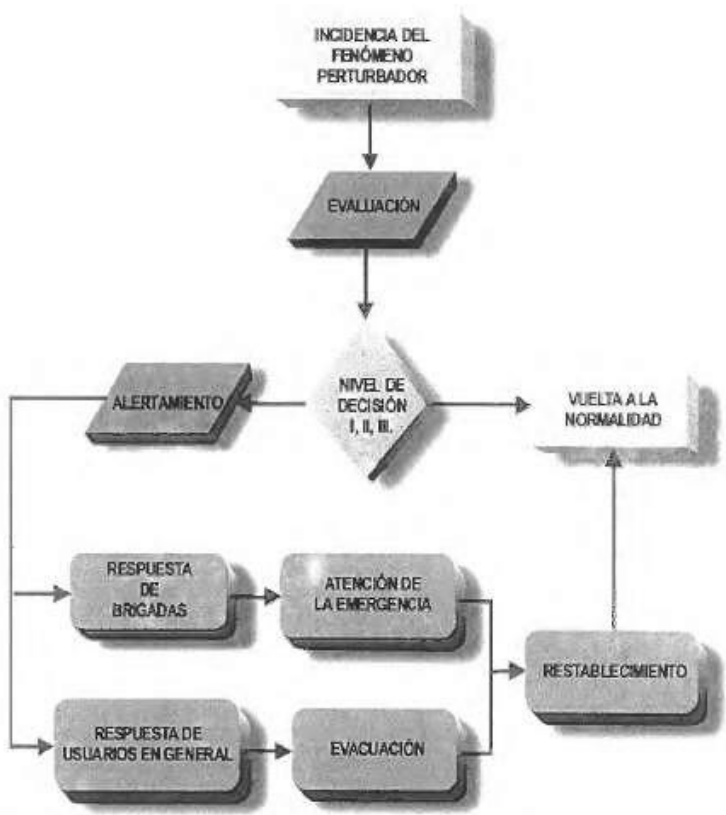 INCIDENCIA DEL
FENÓMENO
PERTURBADOR
EVALUACIÓN
NIVEL DE
DECISIÓN
I, II, III.
ALERTAMIENTO
VUELTA A LA
NORMALIDAD
RESPUESTA
DE
BRIGADAS
ATENCIÓN DE
LA EMERGENCIA
RESTABLECIMIENTO
RESPUESTA DE
USUARIOS EN GENERAL
EVACUACIÓN